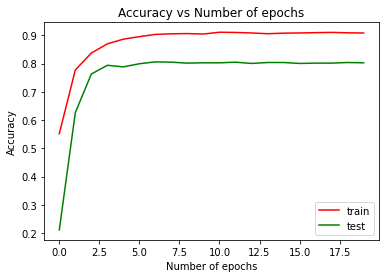 Accuracy vs Number of epochs
Accuracy
0.9
0.8
0.7
0.6
0.5
0.4
0.3
0.2
train
test
0.0 2.5 5.0 7.5 10.0 12.5 15.0 17.5
Number of epochs